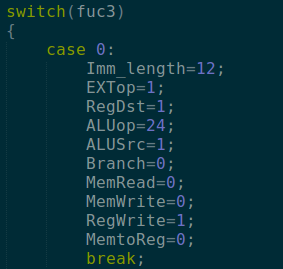 switch(fuc3)
{
case 0:
Imm_length=12;
EXTop=1;
RegDst=1;
ALUop=24;
ALUSrc=1;
Branch=0;
MemRead=0;
MemWrite=0;
RegWrite=1;
MemtoReg=0;
break;